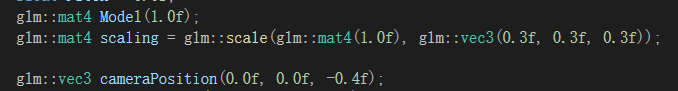 glm::mat4 Model(1.0f);
glm::mat4 scaling = glm::scale(glm::mat4(1.0f), glm::vec3(0.3f, 0.3f, 0.3f));
glm::vec3 cameraPosition(0.0f, 0.0f, -0.4f);